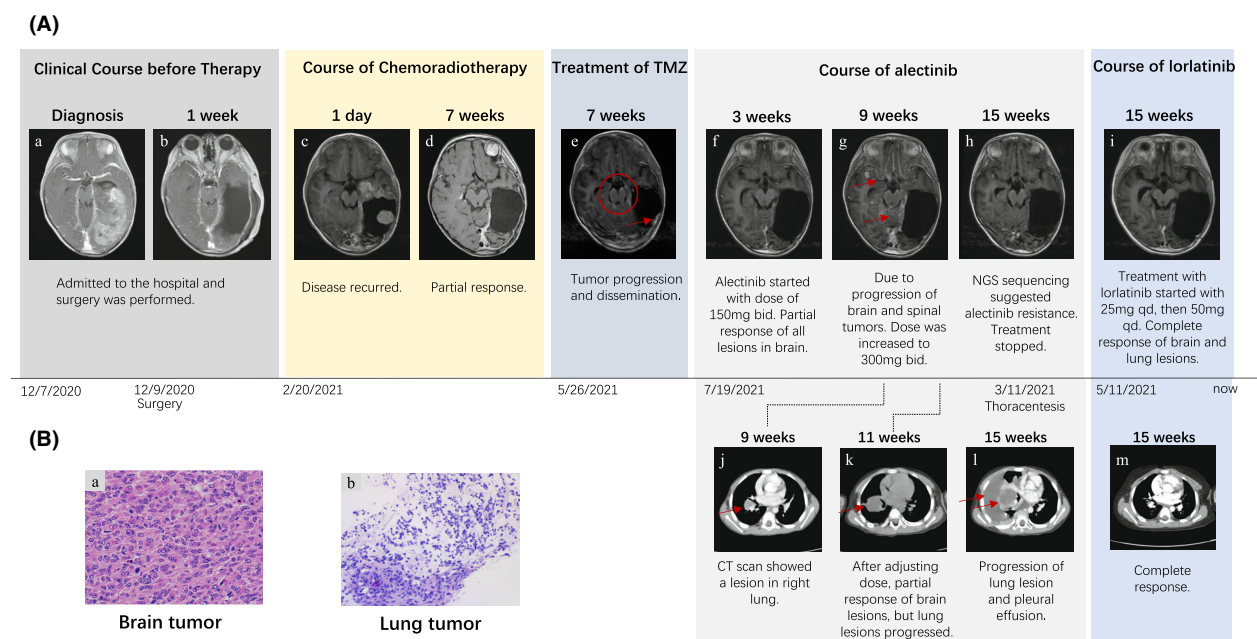 (A)
Clinical Course before Therapy
Course of Chemoradiotherapy
Treatment of TMZ
Course of alectinib
Course of lorlatinib
Diagnosis
1 week
1 day
7 weeks
7 weeks
3 weeks
9 weeks
15 weeks
15 weeks
a
b
c
d
e
f
g
h
i
Admitted to the hospital and
surgery was performed.
Disease recurred.
Partial response.
Tumor progression
and dissemination.
Alectinib started
with dose of
150mg bid. Partial
response of all
lesions in brain.
Due to
progression of
brain and spinal
tumors. Dose was
increased to
300mg bid.
NGS sequencing
suggested
alectinib resistance.
Treatment
stopped.
Treatment with
lorlatinib started with
25mg qd, then 50mg
qd. Complete
response of brain and
lung lesions.
12/7/2020
12/9/2020
Surgery
2/20/2021
5/26/2021
7/19/2021
3/11/2021
Thoracentesis
5/11/2021
now
9 weeks
11 weeks
15 weeks
15 weeks
j
k
l
m
CT scan showed
a lesion in right
lung.
After adjusting
dose, partial
response of brain
lesions, but lung
lesions progressed.
Progression of
lung lesion
and pleural
effusion.
Complete
response.
(B)
a
b
Brain tumor
Lung tumor